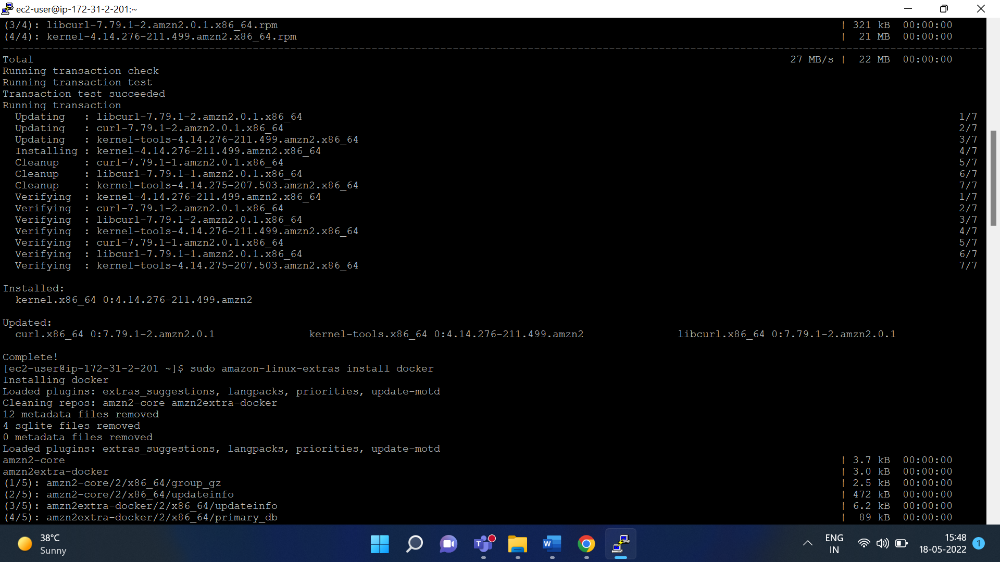 ec2-user@ip-172-31-2-201:~
(3/4): libcurl-7.79.1-2.amzn2.0.1.x86_64.rpm | 321 kB 00:00:00
(4/4): kernel-4.14.276-211.499.amzn2.x86_64.rpm | 21 MB 00:00:00
--------------------------------------------------------------------------------
Total 27 MB/s | 22 MB 00:00:00
Running transaction check
Running transaction test
Transaction test succeeded
Running transaction
Updating : libcurl-7.79.1-2.amzn2.0.1.x86_64 1/7
Updating : curl-7.79.1-2.amzn2.0.1.x86_64 2/7
Updating : kernel-tools-4.14.276-211.499.amzn2.x86_64 3/7
Installing : kernel-4.14.276-211.499.amzn2.x86_64 4/7
Cleanup : curl-7.79.1-1.amzn2.0.1.x86_64 5/7
Cleanup : libcurl-7.79.1-1.amzn2.0.1.x86_64 6/7
Cleanup : kernel-tools-4.14.275-207.503.amzn2.x86_64 7/7
Verifying : kernel-4.14.276-211.499.amzn2.x86_64 1/7
Verifying : curl-7.79.1-2.amzn2.0.1.x86_64 2/7
Verifying : libcurl-7.79.1-2.amzn2.0.1.x86_64 3/7
Verifying : kernel-tools-4.14.276-211.499.amzn2.x86_64 4/7
Verifying : curl-7.79.1-1.amzn2.0.1.x86_64 5/7
Verifying : libcurl-7.79.1-1.amzn2.0.1.x86_64 6/7
Verifying : kernel-tools-4.14.275-207.503.amzn2.x86_64 7/7
Installed:
kernel.x86_64 0:4.14.276-211.499.amzn2
Updated:
curl.x86_64 0:7.79.1-2.amzn2.0.1 kernel-tools.x86_64 0:4.14.276-211.499.amzn2 libcurl.x86_64 0:7.79.1-2.amzn2.0.1
Complete!
[ec2-user@ip-172-31-2-201 ~]$ sudo amazon-linux-extras install docker
Installing docker
Loaded plugins: extras_suggestions, langpacks, priorities, update-motd
Cleaning repos: amzn2-core amzn2extra-docker
12 metadata files removed
4 sqlite files removed
0 metadata files removed
Loaded plugins: extras_suggestions, langpacks, priorities, update-motd
amzn2-core | 3.7 kB 00:00:00
amzn2extra-docker | 3.0 kB 00:00:00
(1/5): amzn2-core/2/x86_64/group_gz | 2.5 kB 00:00:00
(2/5): amzn2-core/2/x86_64/updateinfo | 472 kB 00:00:00
(3/5): amzn2extra-docker/2/x86_64/updateinfo | 6.2 kB 00:00:00
(4/5): amzn2extra-docker/2/x86_64/primary_db | 89 kB 00:00:00
38°C
Sunny
T
W
ENG
IN
15:48
18-05-2022
1